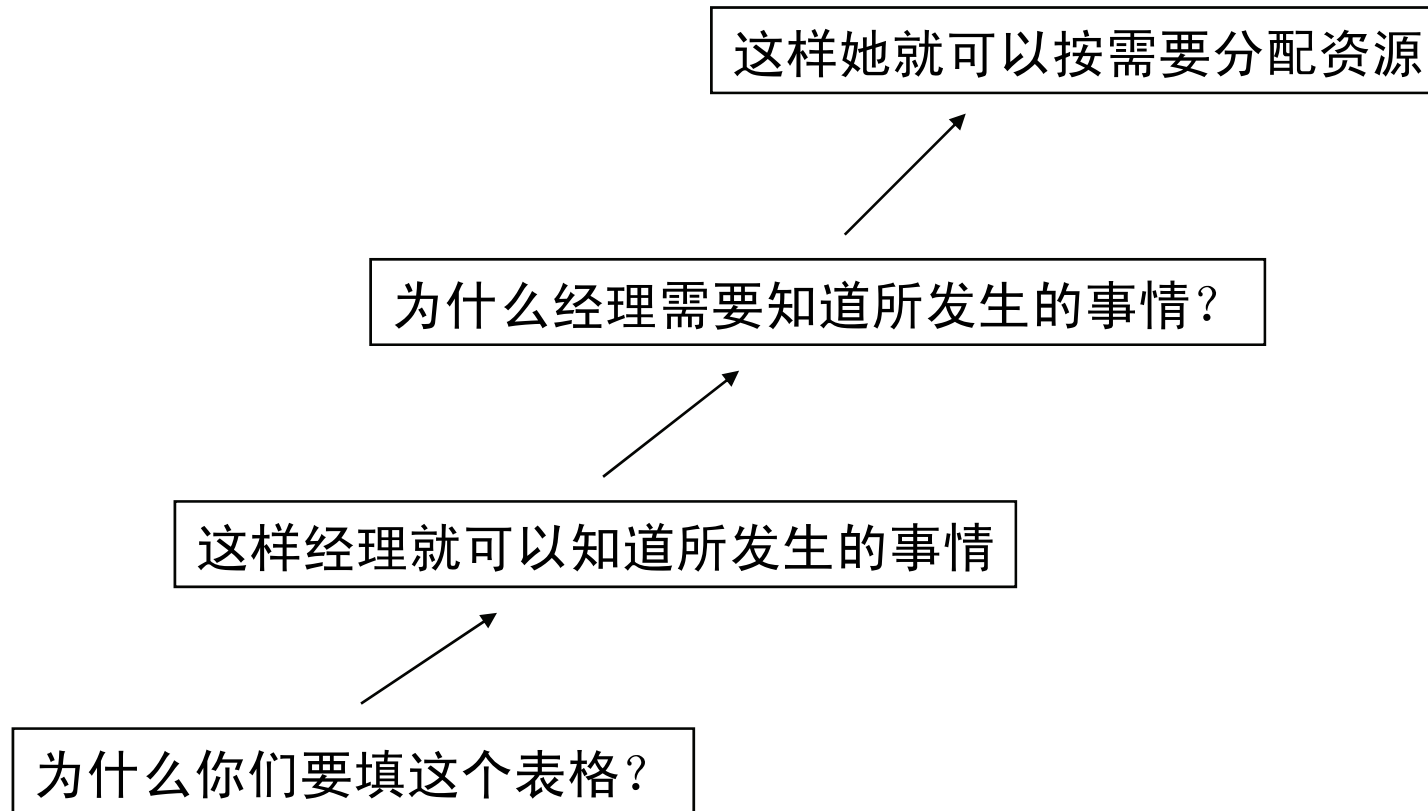 这样她就可以按需要分配资源
为什么经理需要知道所发生的事情？
这样经理就可以知道所发生的事情
为什么你们要填这个表格？